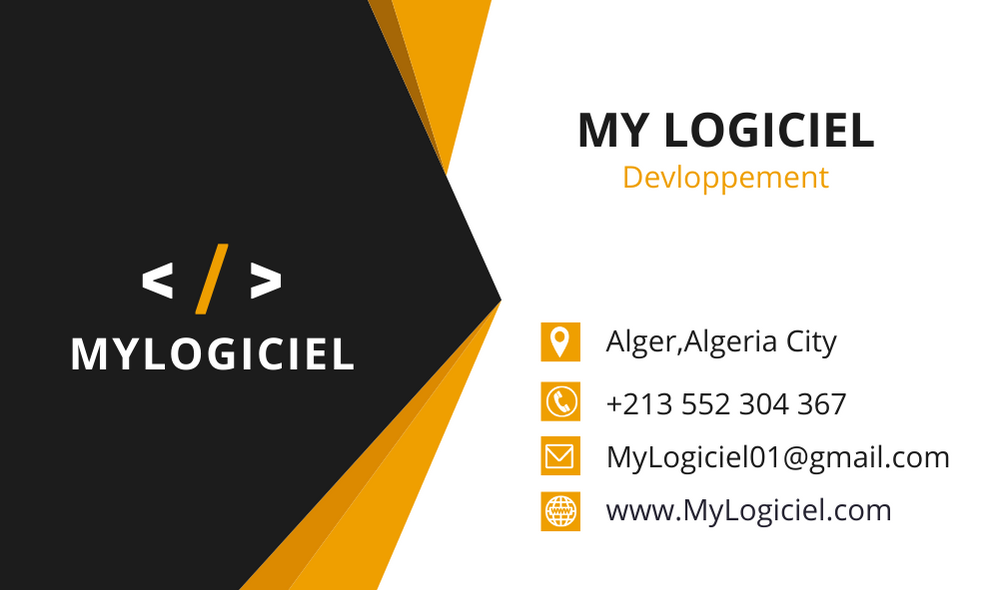 </>
MYLOGICIEL
MY LOGICIEL
Devloppement
Alger,Algeria City
+213 552 304 367
MyLogiciel01@gmail.com
www.MyLogiciel.com